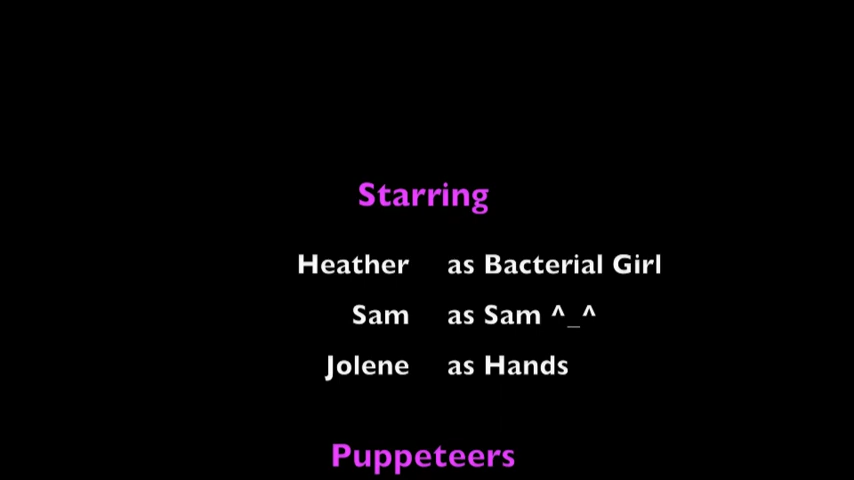 Starring
Heather as Bacterial Girl
Sam as Sam ^_^
Jolene as Hands
Puppeteers